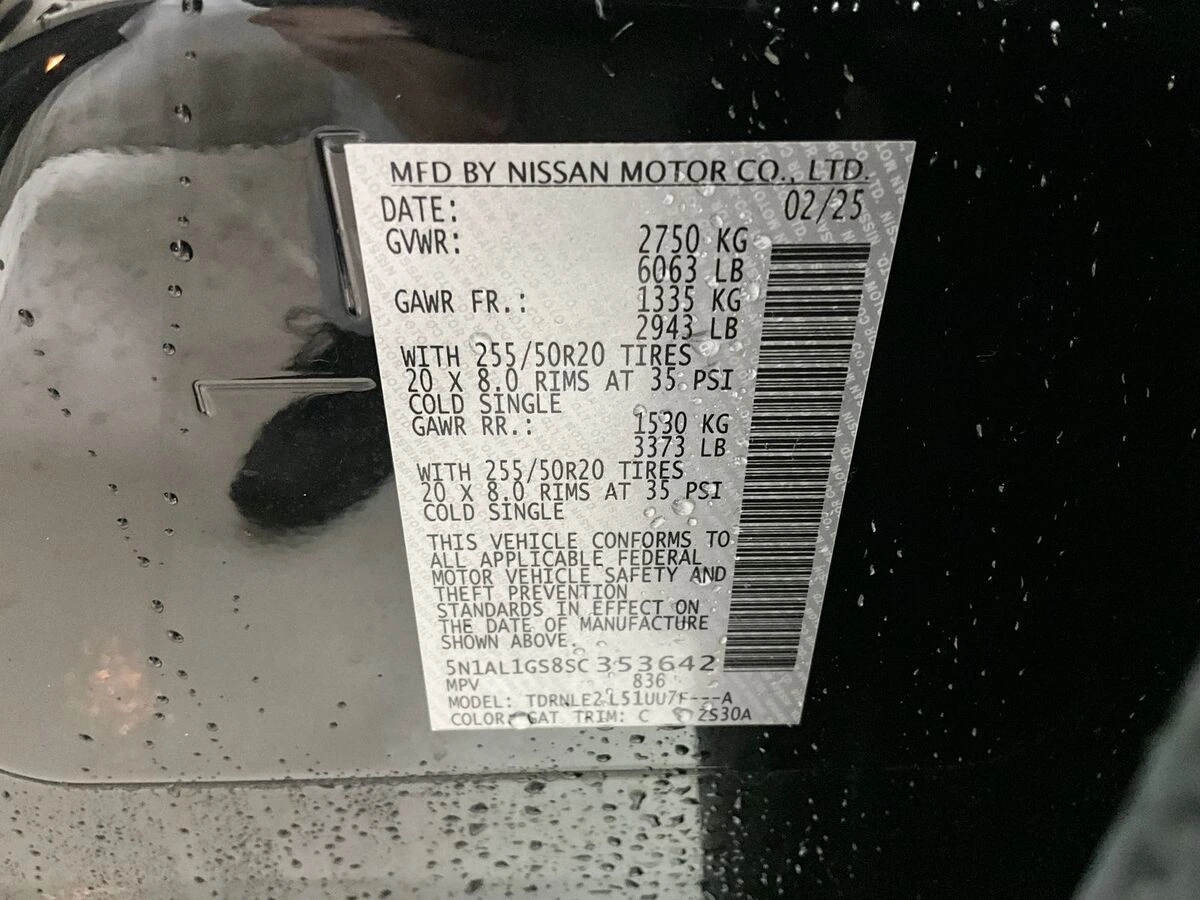 MFD BY NISSAN MOTOR CO., LTD.
DATE: 02/25
GVWR: 2750 KG
6063 LB
GAWR FR.: 1335 KG
2943 LB
WITH 255/50R20 TIRES
20 X 8.0 RIMS AT 35 PSI
COLD SINGLE
GAWR RR.: 1530 KG
3373 LB
WITH 255/50R20 TIRES
20 X 8.0 RIMS AT 35 PSI
COLD SINGLE
THIS VEHICLE CONFORMS TO
ALL APPLICABLE FEDERAL
MOTOR VEHICLE SAFETY AND
THEFT PREVENTION
STANDARDS IN EFFECT ON
THE DATE OF MANUFACTURE
SHOWN ABOVE.
5N1AL1GS8SC353642
MPV 836
MODEL:
COLOR: GAT TRIM: C ZS30A